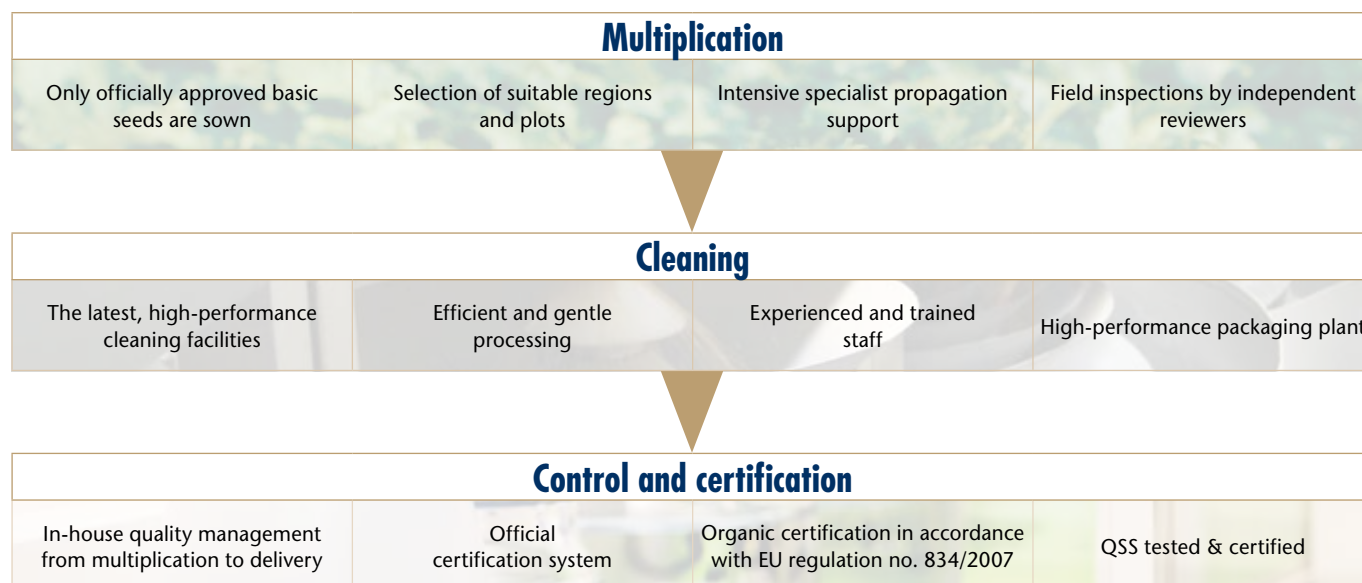 Multiplication
Only officially approved basic
seeds are sown
Selection of suitable regions
and plots
Intensive specialist propagation
support
Field inspections by independent
reviewers
Cleaning
The latest, high-performance
cleaning facilities
Efficient and gentle
processing
Experienced and trained
staff
High-performance packaging plant
Control and certification
In-house quality management
from multiplication to delivery
Official
certification system
Organic certification in accordance
with EU regulation no. 834/2007
QSS tested & certified